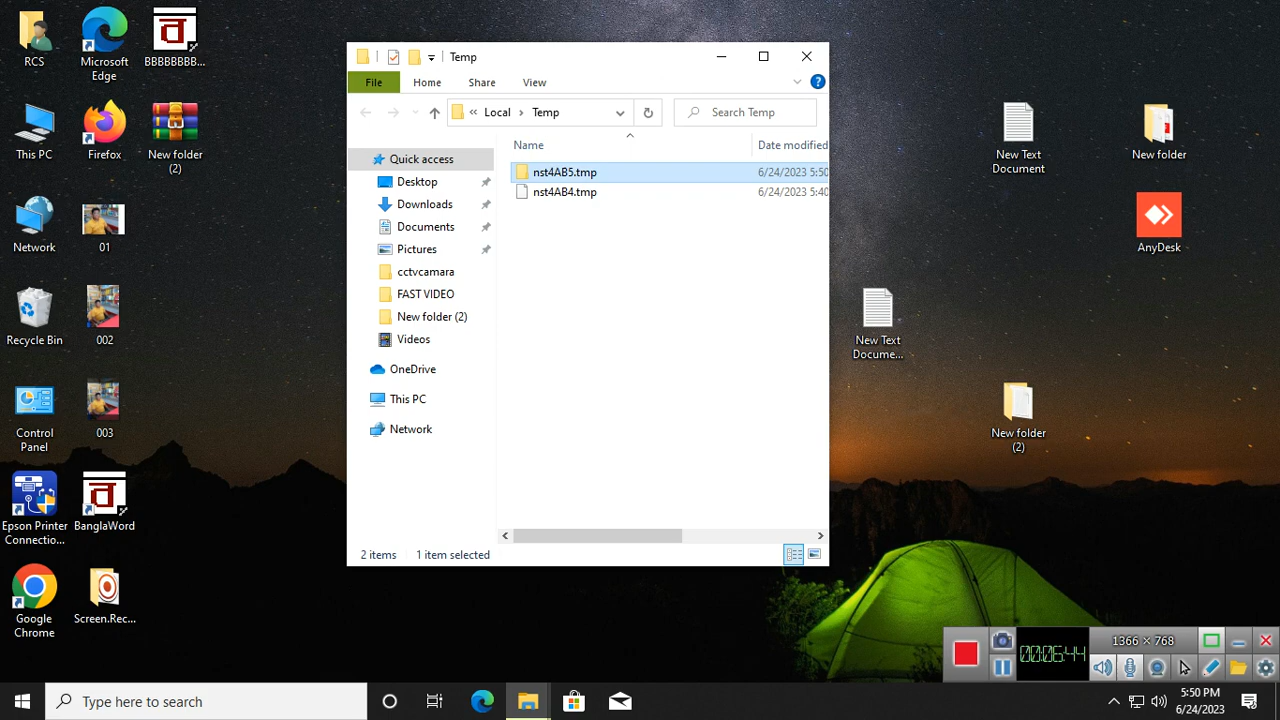 RCS
Microsoft
Edge
BBBBBBBB...
This PC
Firefox
New folder
(2)
Network
01
Recycle Bin
002
Control
Panel
003
Epson Printer
Connectio...
BanglaWord
Google
Chrome
Screen.Rec...
Temp
File
Home
Share
View
Local
Temp
Search Temp
Name
Date modified
Quick access
Desktop
Downloads
Documents
Pictures
cctvcamara
FAST VIDEO
New folder (2)
Videos
OneDrive
This PC
Network
nst4AB5.tmp
6/24/2023 5:50
nst4AB4.tmp
6/24/2023 5:40
2 items
1 item selected
New Text
Document
New folder
AnyDesk
New Text
Docume...
New folder
(2)
1366 × 768
00:06:44
Type here to search
5:50 PM
6/24/2023